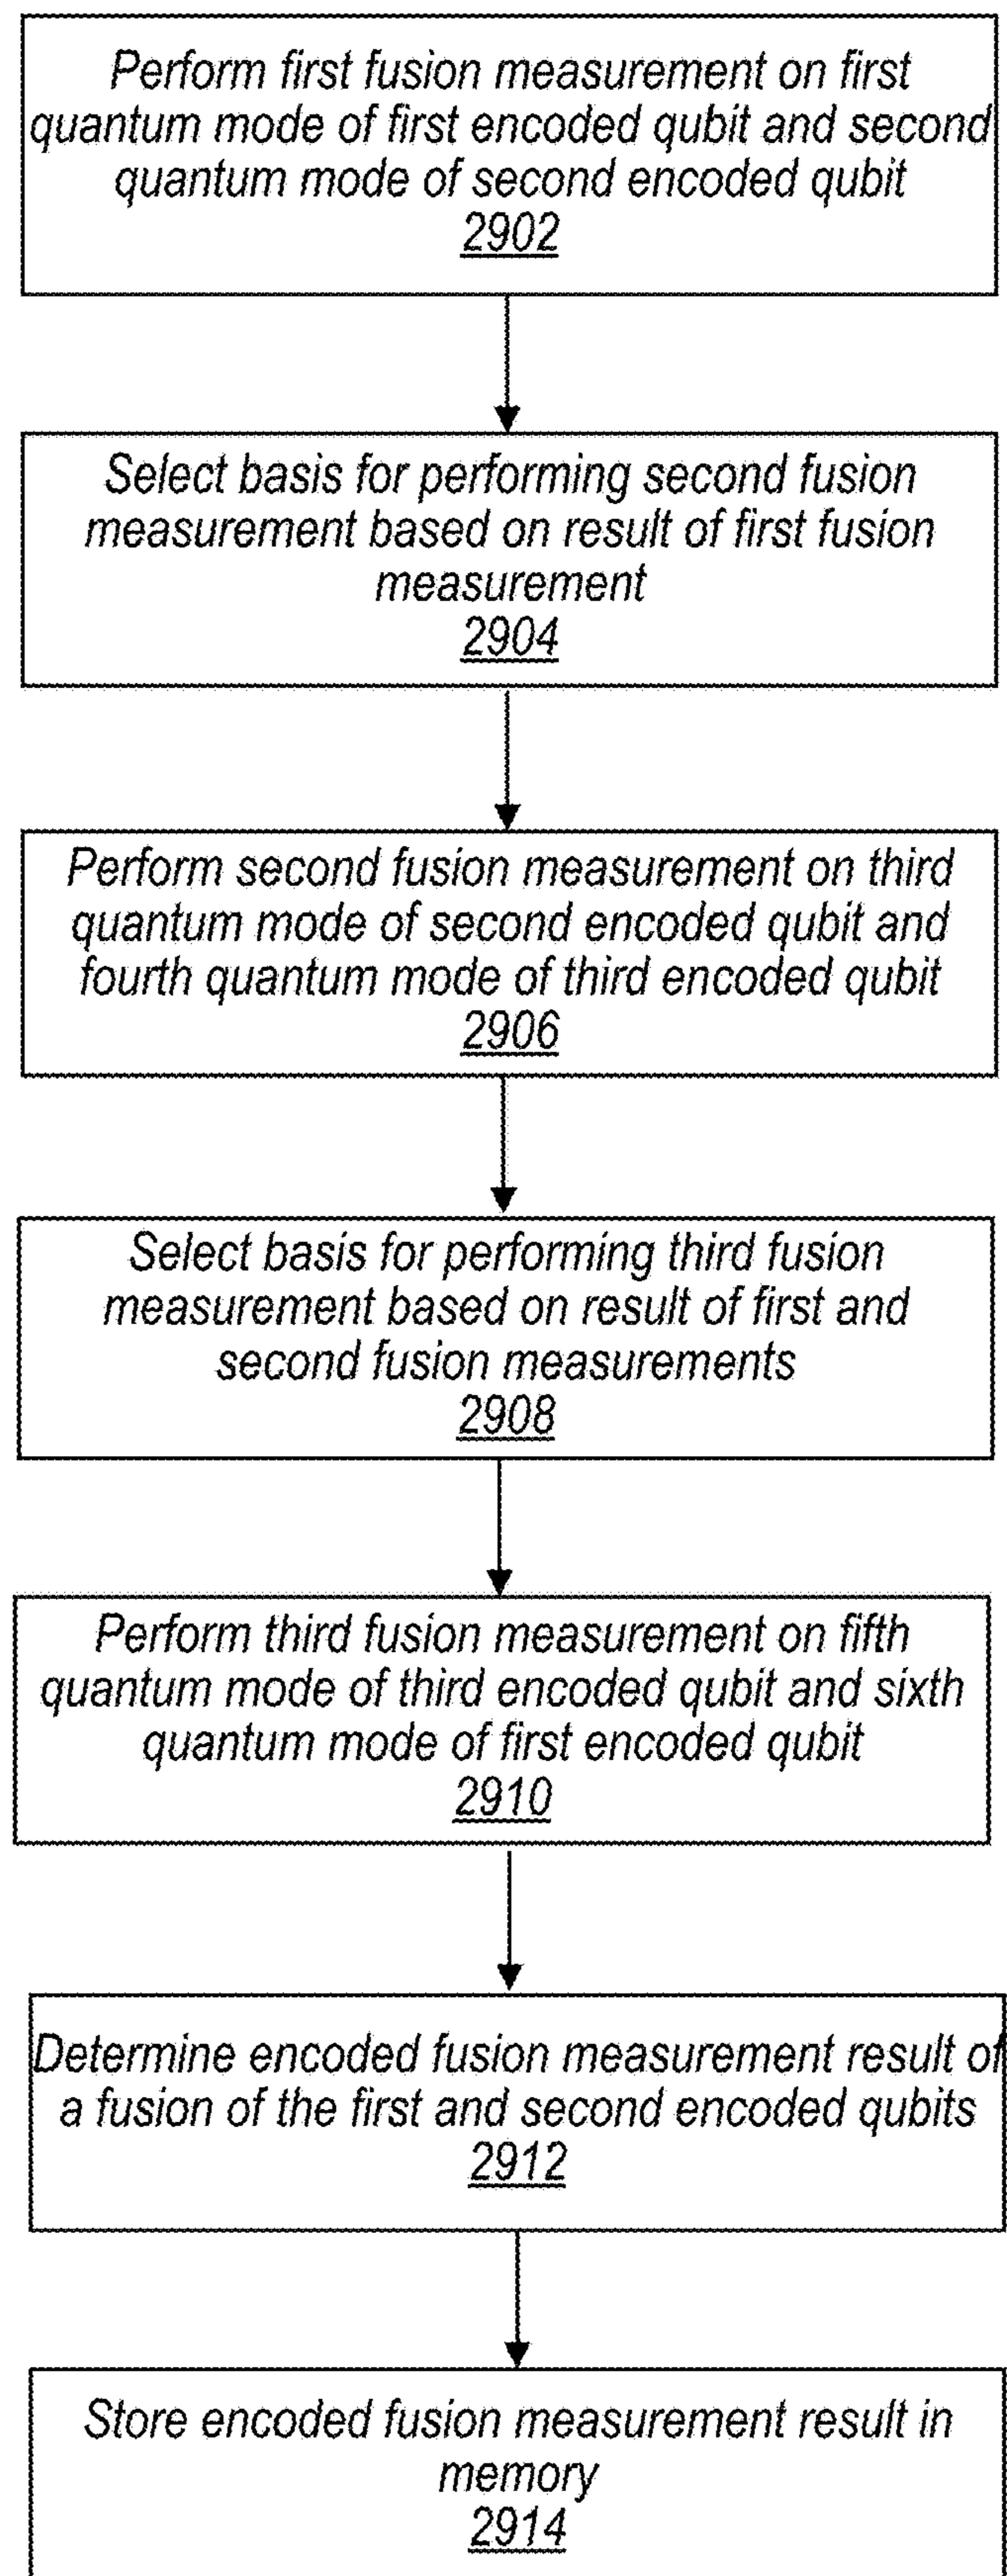 Perform first fusion measurement on first
quantum mode of first encoded qubit and second
quantum mode of second encoded qubit
2902
Select basis for performing second fusion
measurement based on result of first fusion
measurement
2904
Perform second fusion measurement on third
quantum mode of second encoded qubit and
fourth quantum mode of third encoded qubit
2906
Select basis for performing third fusion
measurement based on result of first and
second fusion measurements
2908
Perform third fusion measurement on fifth
quantum mode of third encoded qubit and sixth
quantum mode of first encoded qubit
2910
Determine encoded fusion measurement result of
a fusion of the first and second encoded qubits
2912
Store encoded fusion measurement result in
memory
2914